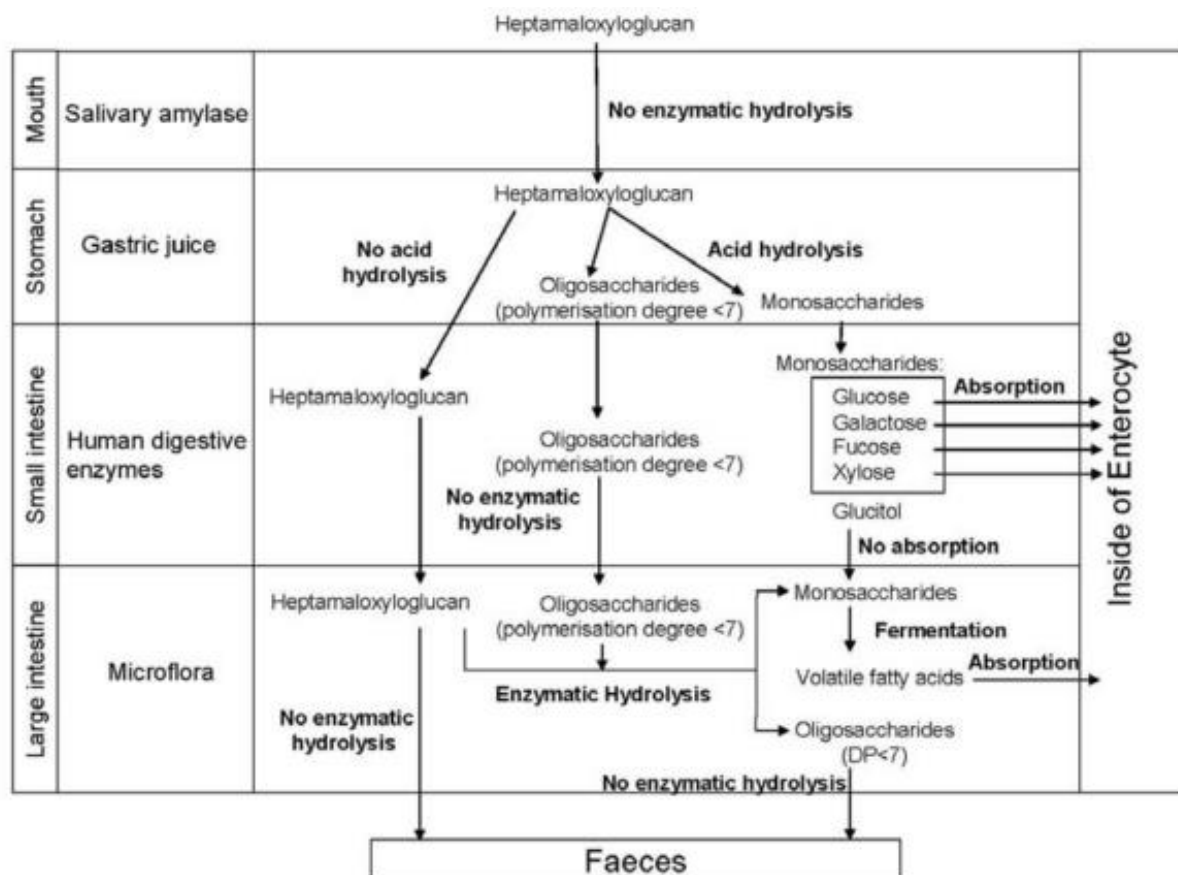 Heptamaloxyloglucan
Mouth
Salivary amylase
No enzymatic hydrolysis
Stomach
Gastric juice
Heptamaloxyloglucan
No acid
hydrolysis
Acid hydrolysis
Oligosaccharides
(polymerisation degree <7)
Monosaccharides
Small intestine
Human digestive
enzymes
Heptamaloxyloglucan
Oligosaccharides
(polymerisation degree <7)
No enzymatic
hydrolysis
Monosaccharides:
Glucose
Galactose
Fucose
Xylose
Absorption
Glucitol
No absorption
Inside of Enterocyte
Large intestine
Microflora
Heptamaloxyloglucan
Oligosaccharides
(polymerisation degree <7)
Enzymatic Hydrolysis
Monosaccharides
Fermentation
Volatile fatty acids
Absorption
No enzymatic
hydrolysis
Oligosaccharides
(DP<7)
No enzymatic hydrolysis
Faeces